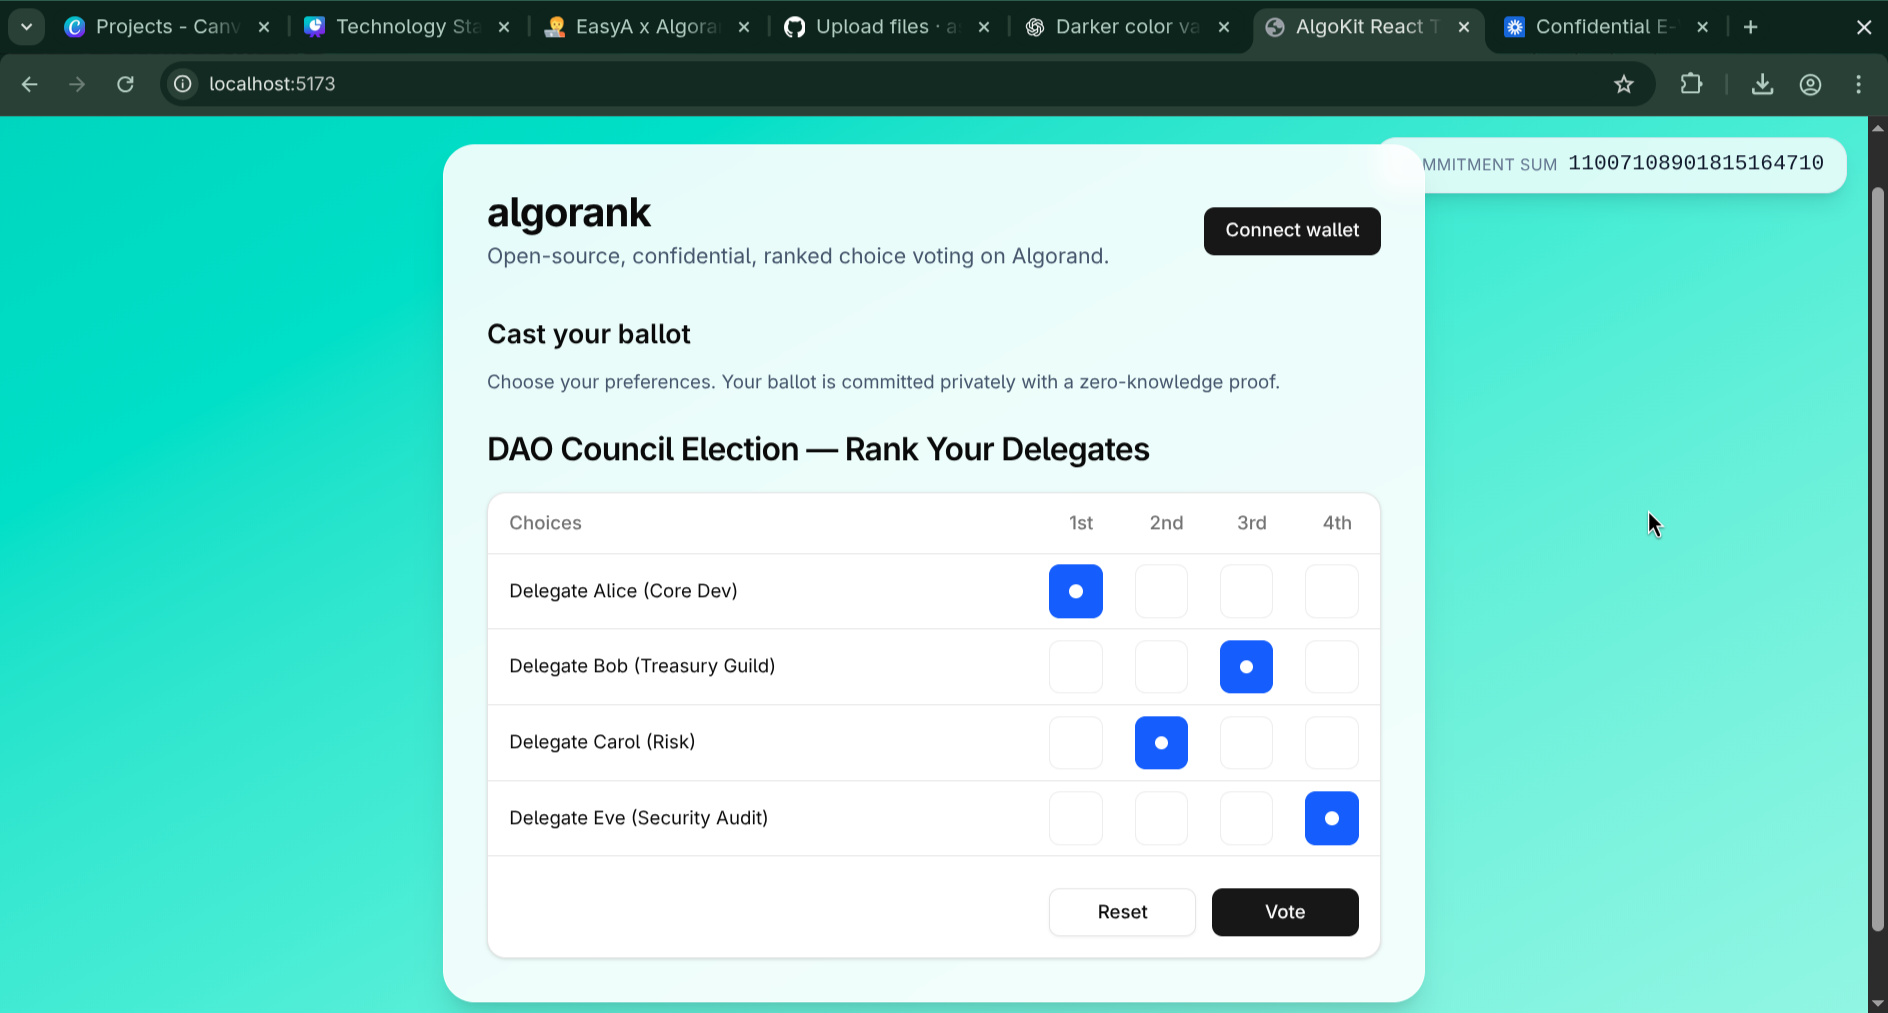 Projects - Canv
Technology Sta
EasyA x Algora
Upload files · a
Darker color va
AlgoKit React T
Confidential E-
localhost:5173
MMITMENT SUM 11007108901815164710
algorank
Connect wallet
Open-source, confidential, ranked choice voting on Algorand.
Cast your ballot
Choose your preferences. Your ballot is committed privately with a zero-knowledge proof.
DAO Council Election — Rank Your Delegates
Choices 1st 2nd 3rd 4th
Delegate Alice (Core Dev)
Delegate Bob (Treasury Guild)
Delegate Carol (Risk)
Delegate Eve (Security Audit)
Reset Vote